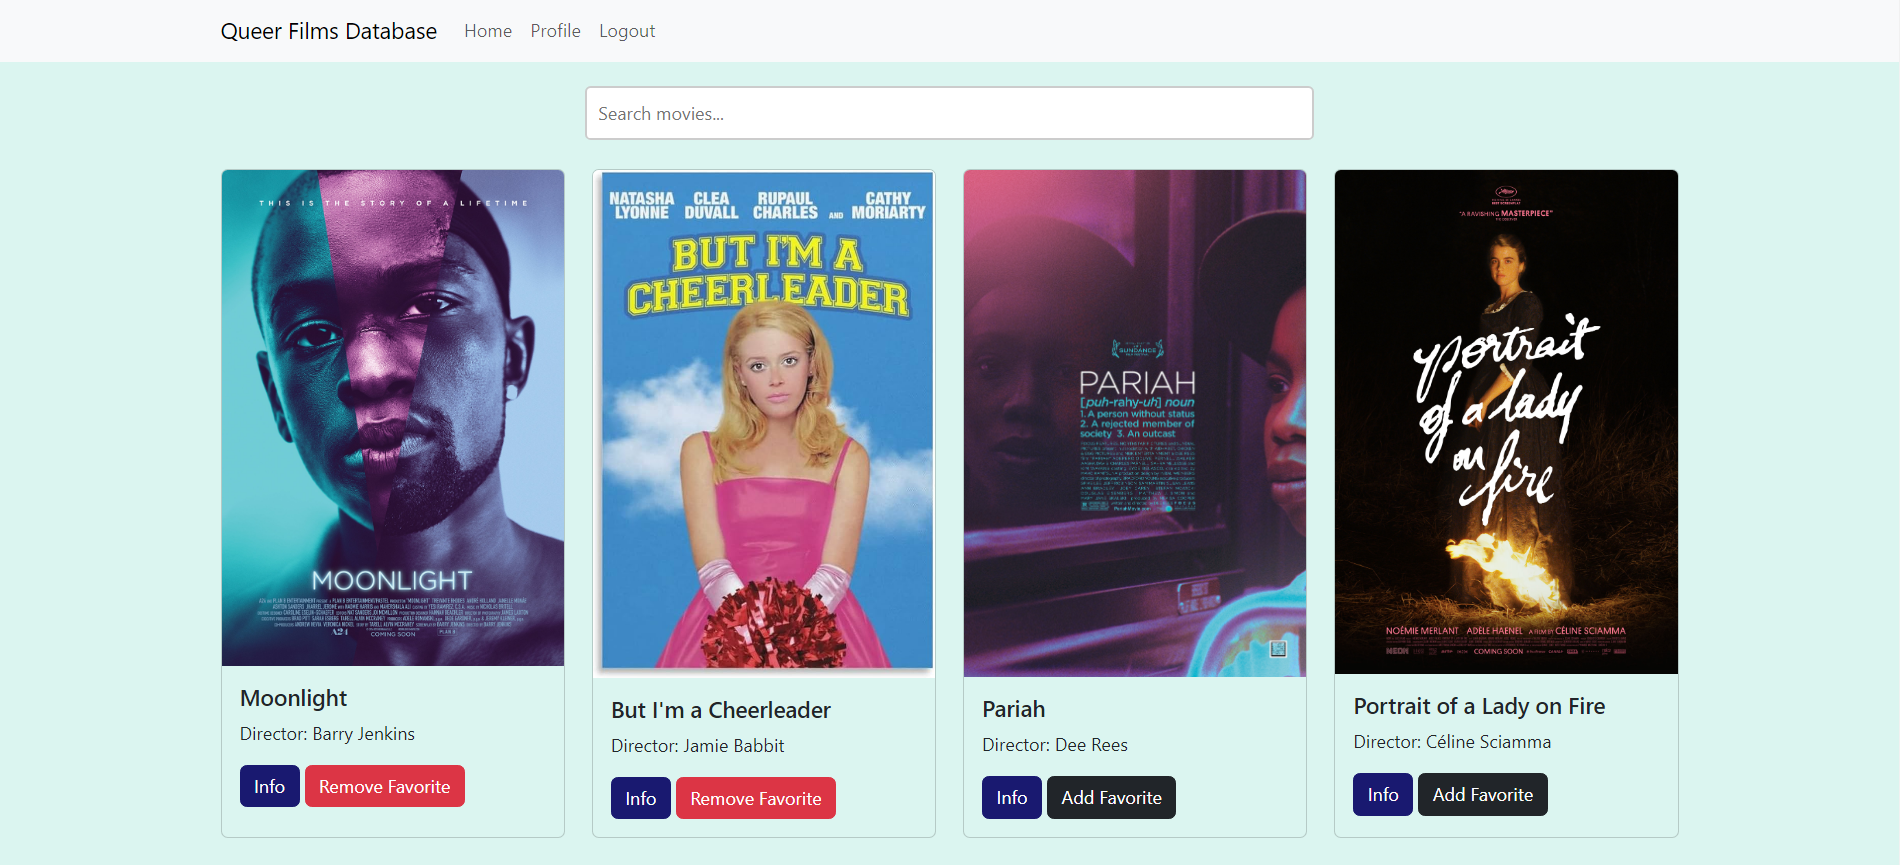 Queer Films Database Home Profile Logout
Search movies...
THIS IS THE STORY OF A LIFETIME
MOONLIGHT
A24
COMING SOON
PLAN B
Moonlight
Director: Barry Jenkins
Info Remove Favorite
NATASHA LYONNE
CLEA DUVALL
RUPAUL CHARLES
AND
CATHY MORIARTY
BUT I'M A
CHEERLEADER
But I'm a Cheerleader
Director: Jamie Babbit
Info Remove Favorite
SUNDANCE
PARIAH
[puh-rahy-uh] noun
1. A person without status
2. A rejected member of
society 3. An outcast
Pariah
Director: Dee Rees
Info Add Favorite
"A RAVISHING MASTERPIECE"
portrait
of a lady
on
fire
NOÉMIE MERLANT ADÈLE HAENEL A FILM BY CÉLINE SCIAMMA
NEON
COMING SOON
Portrait of a Lady on Fire
Director: Céline Sciamma
Info Add Favorite